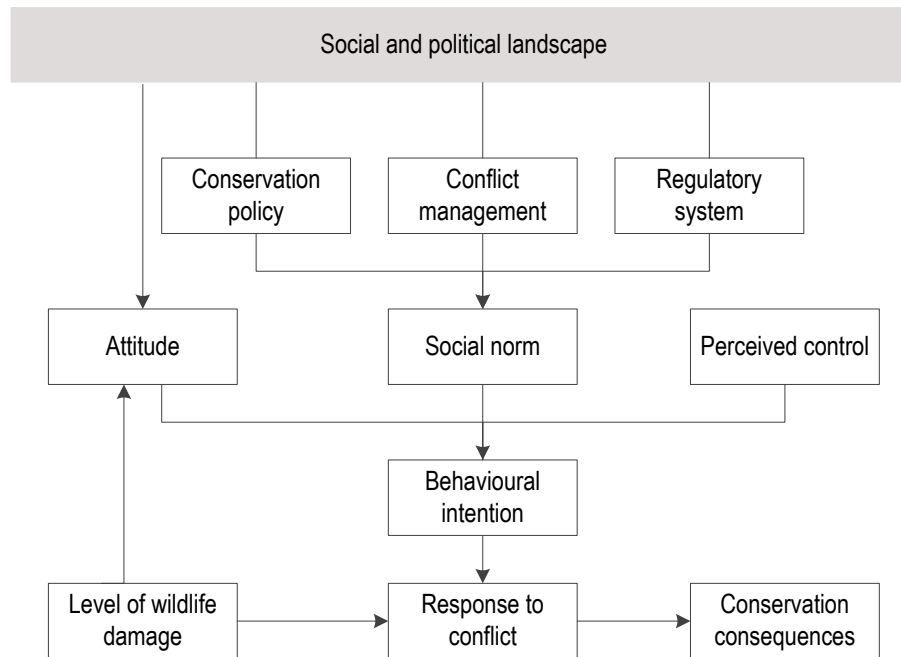 Social and political landscape
Conservation
policy
Conflict
management
Regulatory
system
Attitude
Social norm
Perceived control
Behavioural
intention
Level of wildlife
damage
Response to
conflict
Conservation
consequences